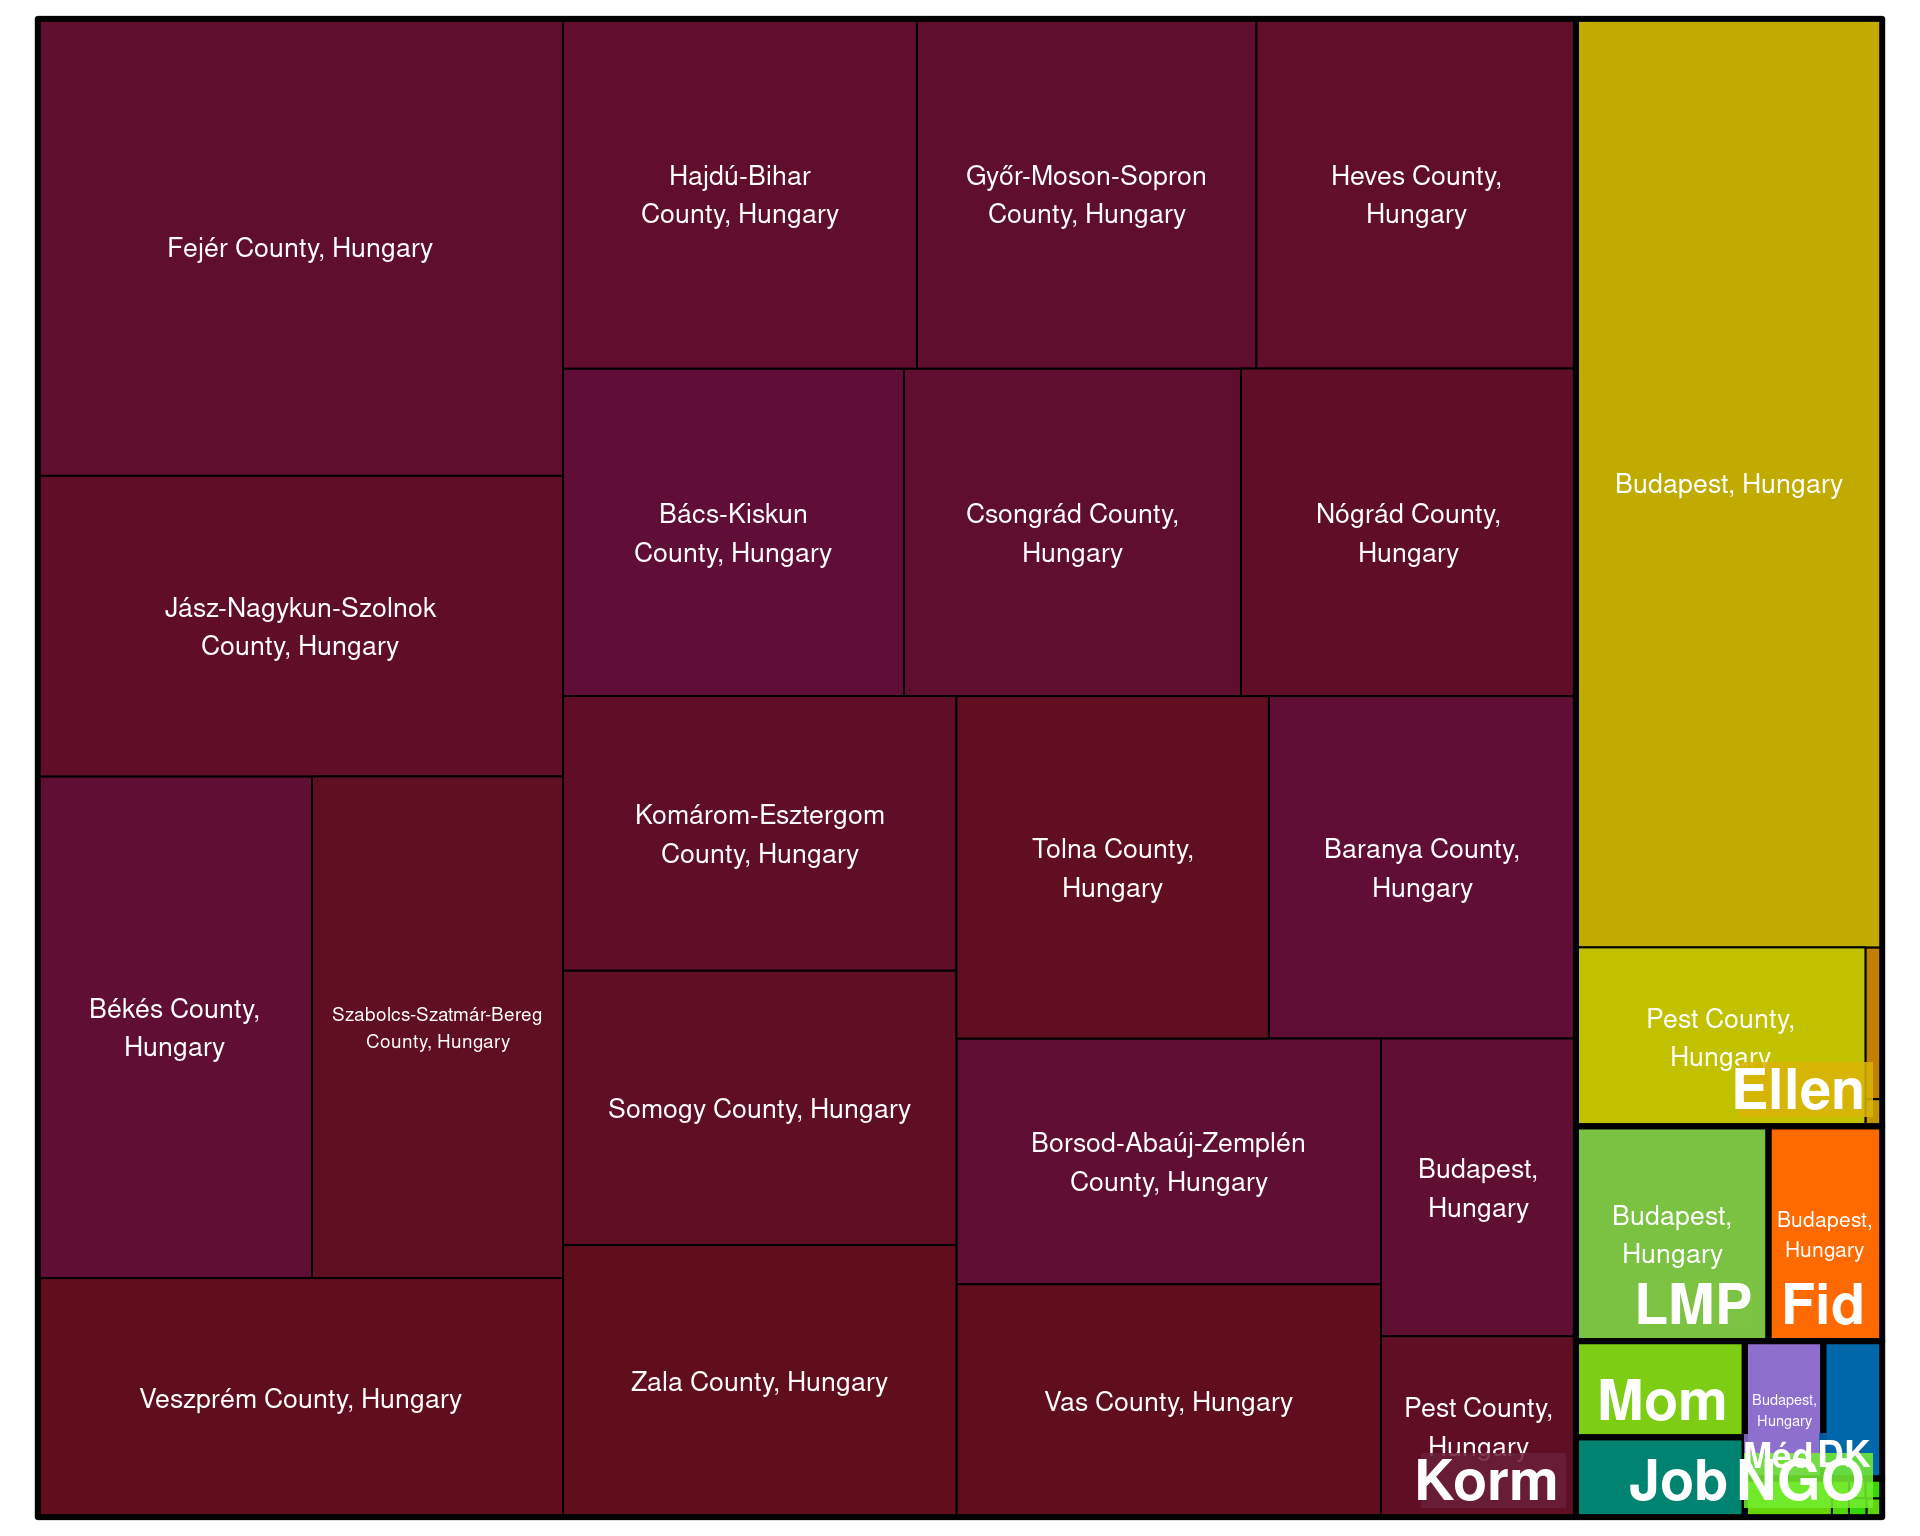 Fejér County, Hungary
Hajdú-Bihar
County, Hungary
Győr-Moson-Sopron
County, Hungary
Heves County,
Hungary
Budapest, Hungary
Jász-Nagykun-Szolnok
County, Hungary
Bács-Kiskun
County, Hungary
Csongrád County,
Hungary
Nógrád County,
Hungary
Békés County,
Hungary
Szabolcs-Szatmár-Bereg
County, Hungary
Komárom-Esztergom
County, Hungary
Tolna County,
Hungary
Baranya County,
Hungary
Pest County,
Hungary
Ellen
Somogy County, Hungary
Borsod-Abaúj-Zemplén
County, Hungary
Budapest,
Hungary
Budapest,
Hungary
LMP
Budapest,
Hungary
Fid
Veszprém County, Hungary
Zala County, Hungary
Vas County, Hungary
Pest County,
Hungary
Korm
Mom
Budapest,
Hungary
Méd
DK
Job
NGO